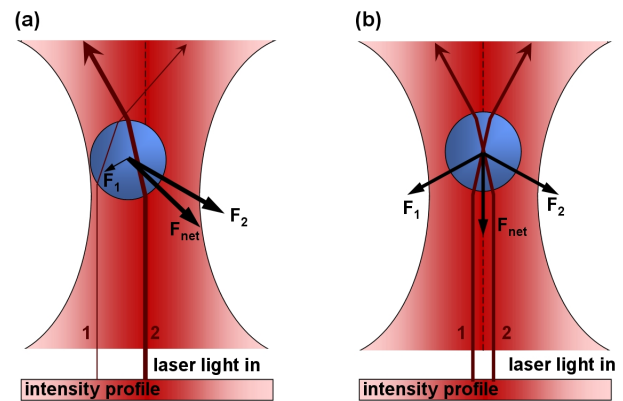 (a)
F1
F2
Fnet
1
2
laser light in
intensity profile
(b)
F1
F2
Fnet
1
2
laser light in
intensity profile